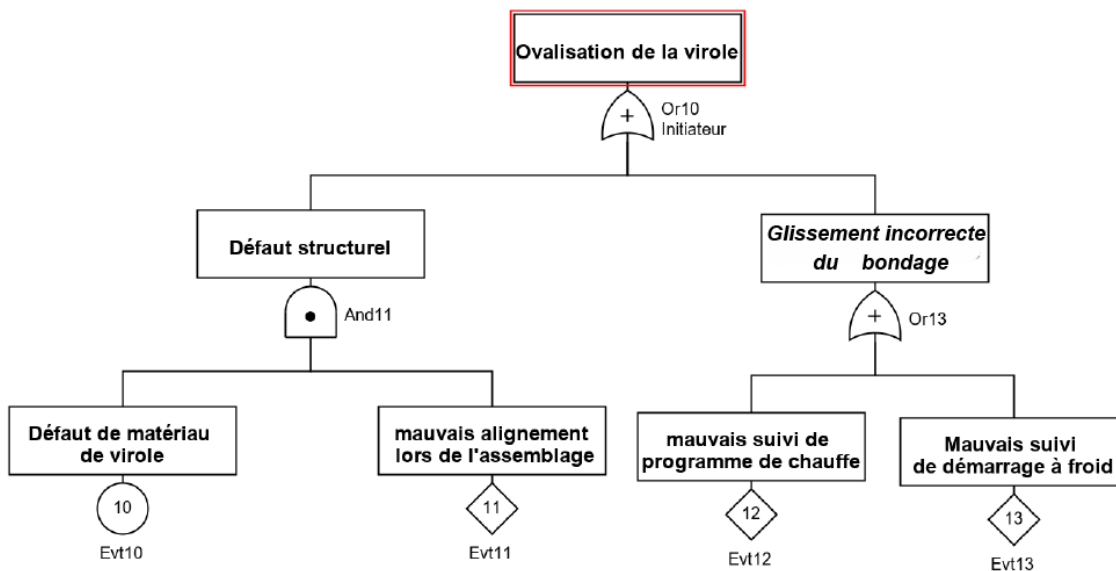 Ovalisation de la virole
+
Or10
Initiateur
Défaut structurel
Glissement incorrecte
du bondage
And11
+
Or13
Défaut de matériau
de virole
mauvais alignement
lors de l'assemblage
mauvais suivi de
programme de chauffe
Mauvais suivi
de démarrage à froid
10
11
12
13
Evt10
Evt11
Evt12
Evt13